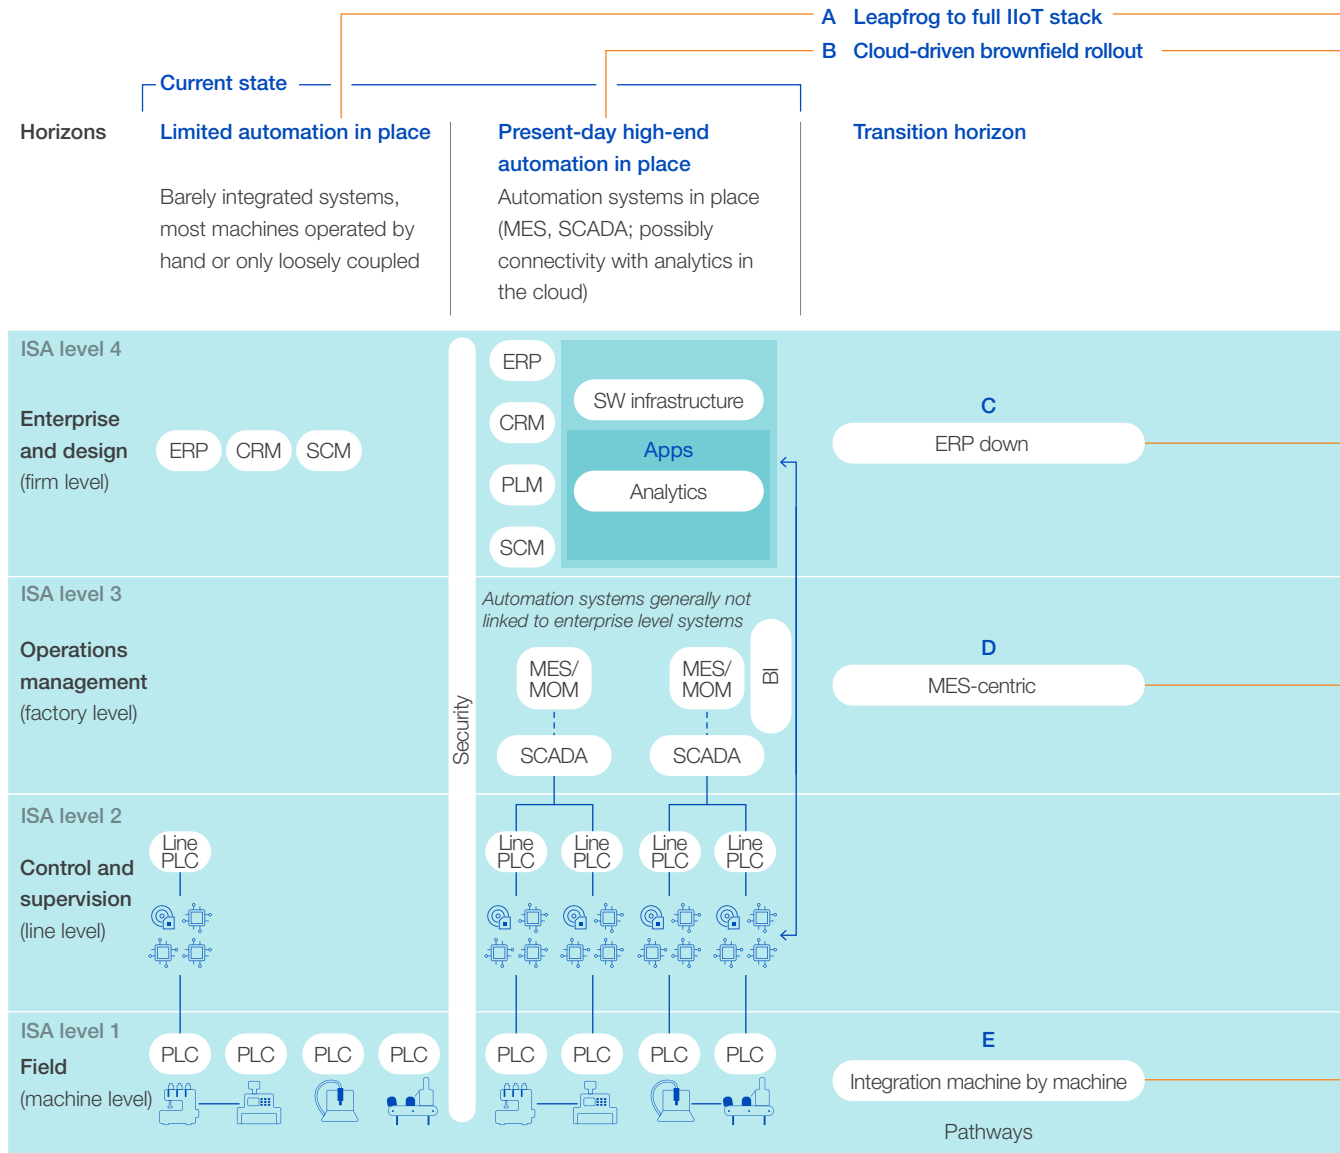 A Leapfrog to full IIoT stack
B Cloud-driven brownfield rollout
Current state
Horizons
Limited automation in place
Present-day high-end
automation in place
Transition horizon
Barely integrated systems,
most machines operated by
hand or only loosely coupled
Automation systems in place
(MES, SCADA; possibly
connectivity with analytics in
the cloud)
ISA level 4
Enterprise
and design
(firm level)
ERP
CRM
SCM
Security
ERP
CRM
PLM
SCM
SW infrastructure
Apps
Analytics
C
ERP down
ISA level 3
Operations
management
(factory level)
Automation systems generally not
linked to enterprise level systems
MES/
MOM
MES/
MOM
BI
SCADA
SCADA
D
MES-centric
ISA level 2
Control and
supervision
(line level)
Line
PLC
Line
PLC
Line
PLC
Line
PLC
Line
PLC
ISA level 1
Field
(machine level)
PLC
PLC
PLC
PLC
PLC
PLC
PLC
PLC
E
Integration machine by machine
Pathways